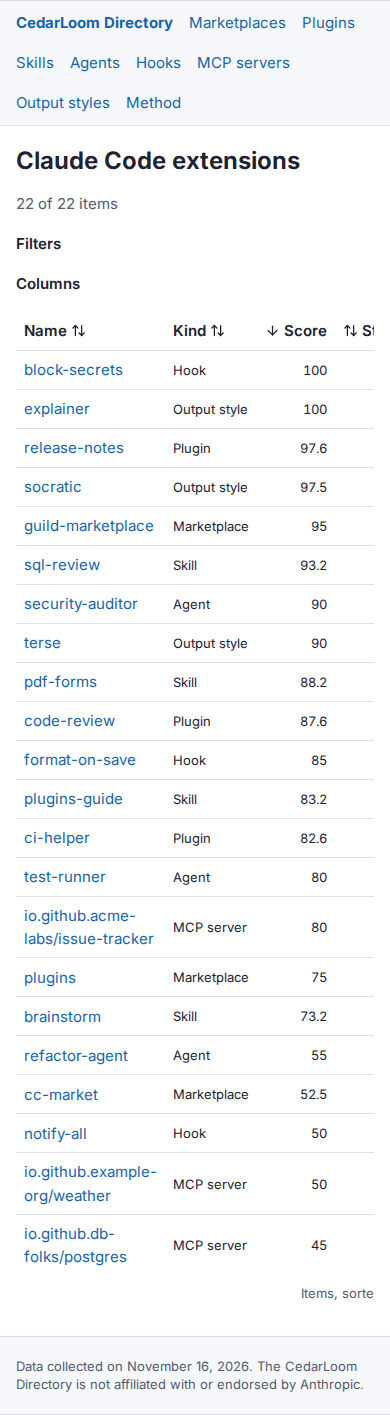 CedarLoom Directory Marketplaces Plugins
Skills Agents Hooks MCP servers
Output styles Method
Claude Code extensions
22 of 22 items
Filters
Columns
Name ↑↓ Kind ↑↓ ↓ Score ↑↓
block-secrets Hook 100
explainer Output style 100
release-notes Plugin 97.6
socratic Output style 97.5
guild-marketplace Marketplace 95
sql-review Skill 93.2
security-auditor Agent 90
terse Output style 90
pdf-forms Skill 88.2
code-review Plugin 87.6
format-on-save Hook 85
plugins-guide Skill 83.2
ci-helper Plugin 82.6
test-runner Agent 80
io.github.acme-
labs/issue-tracker MCP server 80
plugins Marketplace 75
brainstorm Skill 73.2
refactor-agent Agent 55
cc-market Marketplace 52.5
notify-all Hook 50
io.github.example-
org/weather MCP server 50
io.github.db-
folks/postgres MCP server 45
Items, sorte
Data collected on November 16, 2026. The CedarLoom
Directory is not affiliated with or endorsed by Anthropic.